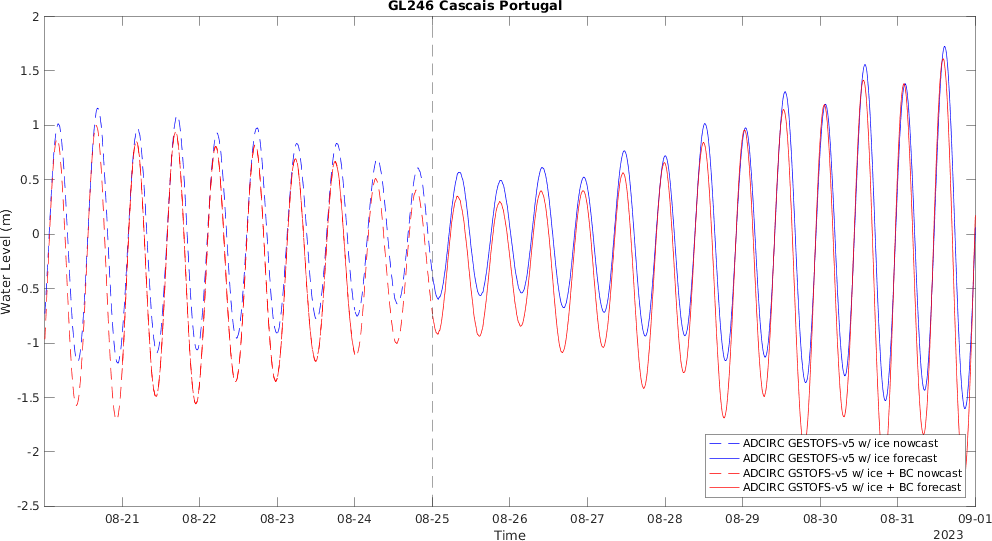 GL246 Cascais Portugal
2
1.5
1
0.5
0
-0.5
-1
-1.5
-2
-2.5
Water Level (m)
ADCIRC GESTOFS-v5 w/ ice nowcast
ADCIRC GESTOFS-v5 w/ ice forecast
ADCIRC GSTOFS-v5 w/ ice + BC nowcast
ADCIRC GSTOFS-v5 w/ ice + BC forecast
08-21 08-22 08-23 08-24 08-25 08-26 08-27 08-28 08-29 08-30 08-31 09-01
Time
2023